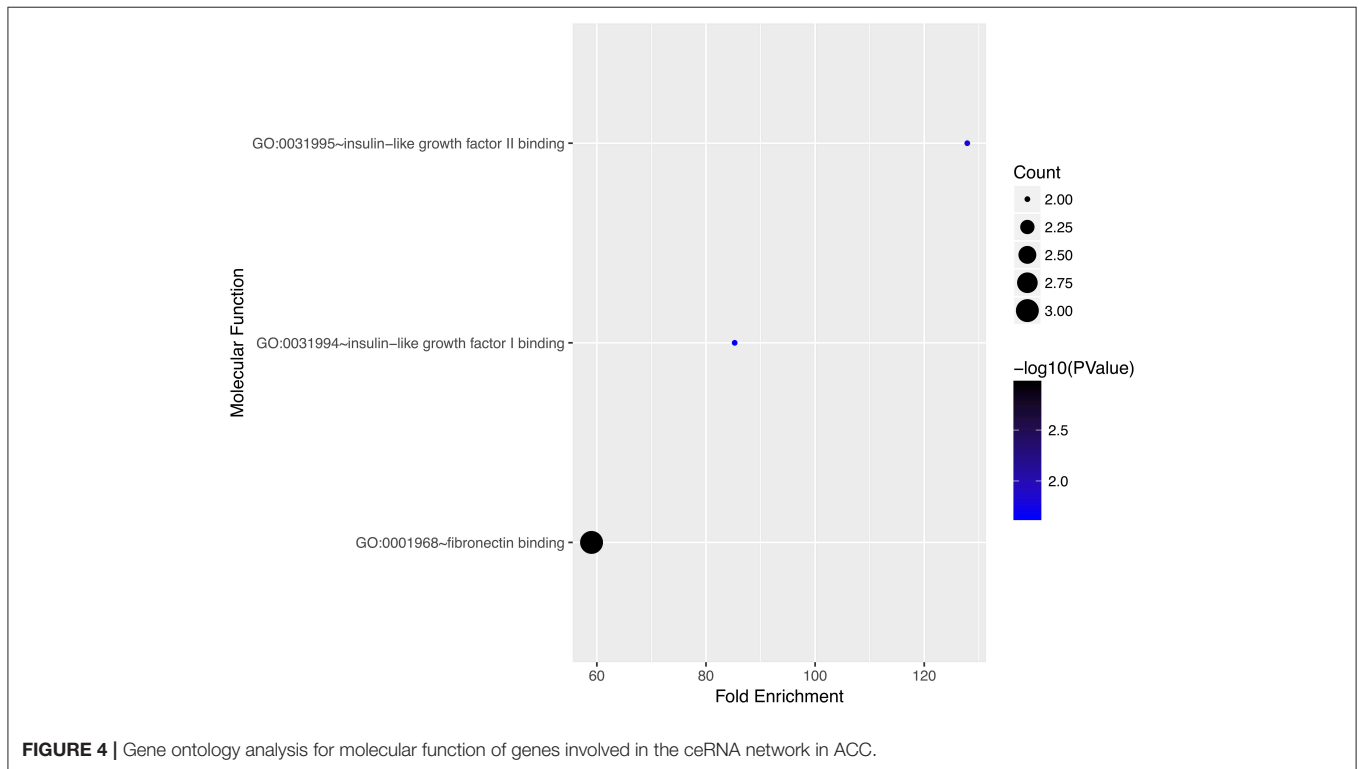 GO:0031995~insulin−like growth factor II binding
GO:0031994~insulin−like growth factor I binding
GO:0001968~fibronectin binding
Molecular Function
60 80 100 120
Fold Enrichment
Count
2.00
2.25
2.50
2.75
3.00
−log10(PValue)
2.5
2.0
FIGURE 4 | Gene ontology analysis for molecular function of genes involved in the ceRNA network in ACC.